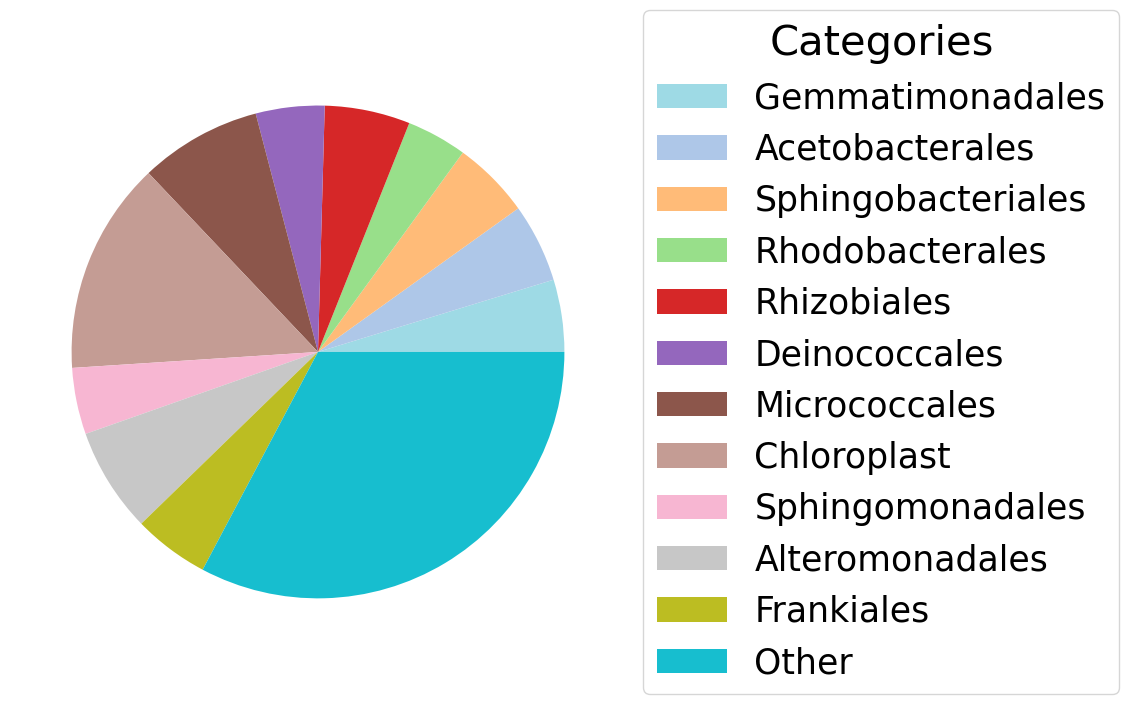 Categories
Gemmatimonadales
Acetobacterales
Sphingobacteriales
Rhodobacterales
Rhizobiales
Deinococcales
Micrococcales
Chloroplast
Sphingomonadales
Alteromonadales
Frankiales
Other